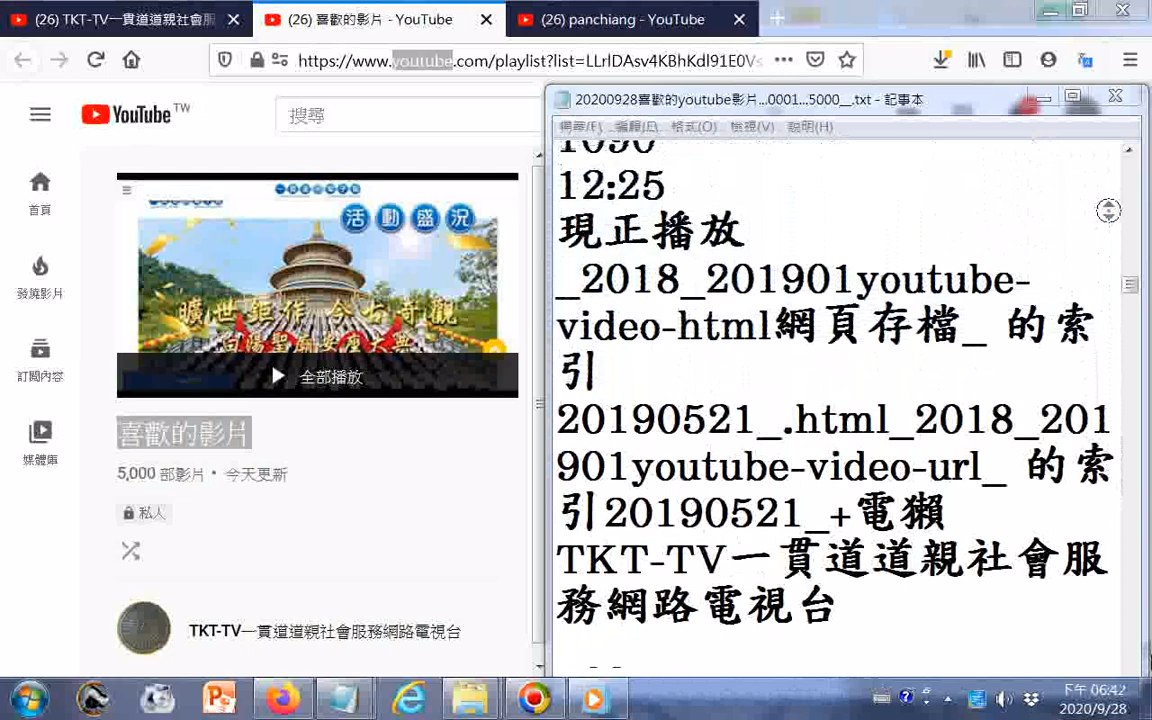 (26) TKT-TV一貫道道親社會服
(26) 喜歡的影片 - YouTube
(26) panchiang - YouTube
https://www.youtube.com/playlist?list=LLrlDAsv4KBhKdl91E0Vs
YouTube TW
搜尋
首頁
發燒影片
訂閱內容
媒體庫
活動盛況
曠世鉅作 今古奇觀
白陽聖廟安座大典
全部播放
喜歡的影片
5,000 部影片・ 今天更新
私人
TKT-TV一貫道道親社會服務網路電視台
20200928喜歡的youtube影片...0001...5000__.txt - 記事本
檔案(F) 編輯(E) 格式(O) 檢視(V) 說明(H)
1090
12:25
現正播放
_2018_201901youtube-
video-html網頁存檔_ 的索
引
20190521_.html_2018_201
901youtube-video-url_ 的索
引20190521_+電獺
TKT-TV一貫道道親社會服
務網路電視台
下午 06:42
2020/9/28